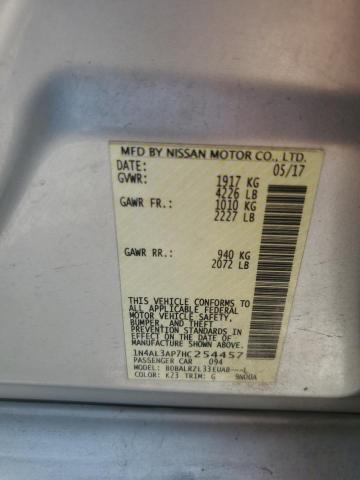 MFD BY NISSAN MOTOR CO., LTD.
DATE: 05/17
GVWR: 1917 KG
4226 LB
GAWR FR.: 1010 KG
2227 LB
GAWR RR.: 940 KG
2072 LB
THIS VEHICLE CONFORMS TO ALL
APPLICABLE U.S. FEDERAL
MOTOR VEHICLE SAFETY,
BUMPER, AND THEFT
PREVENTION STANDARDS IN
EFFECT ON THE DATE OF
MANUFACTURE SHOWN ABOVE.
1N4AL3AP7HC254457
PASSENGER CAR 094
MODEL:
COLOR: K23 TRIM: G